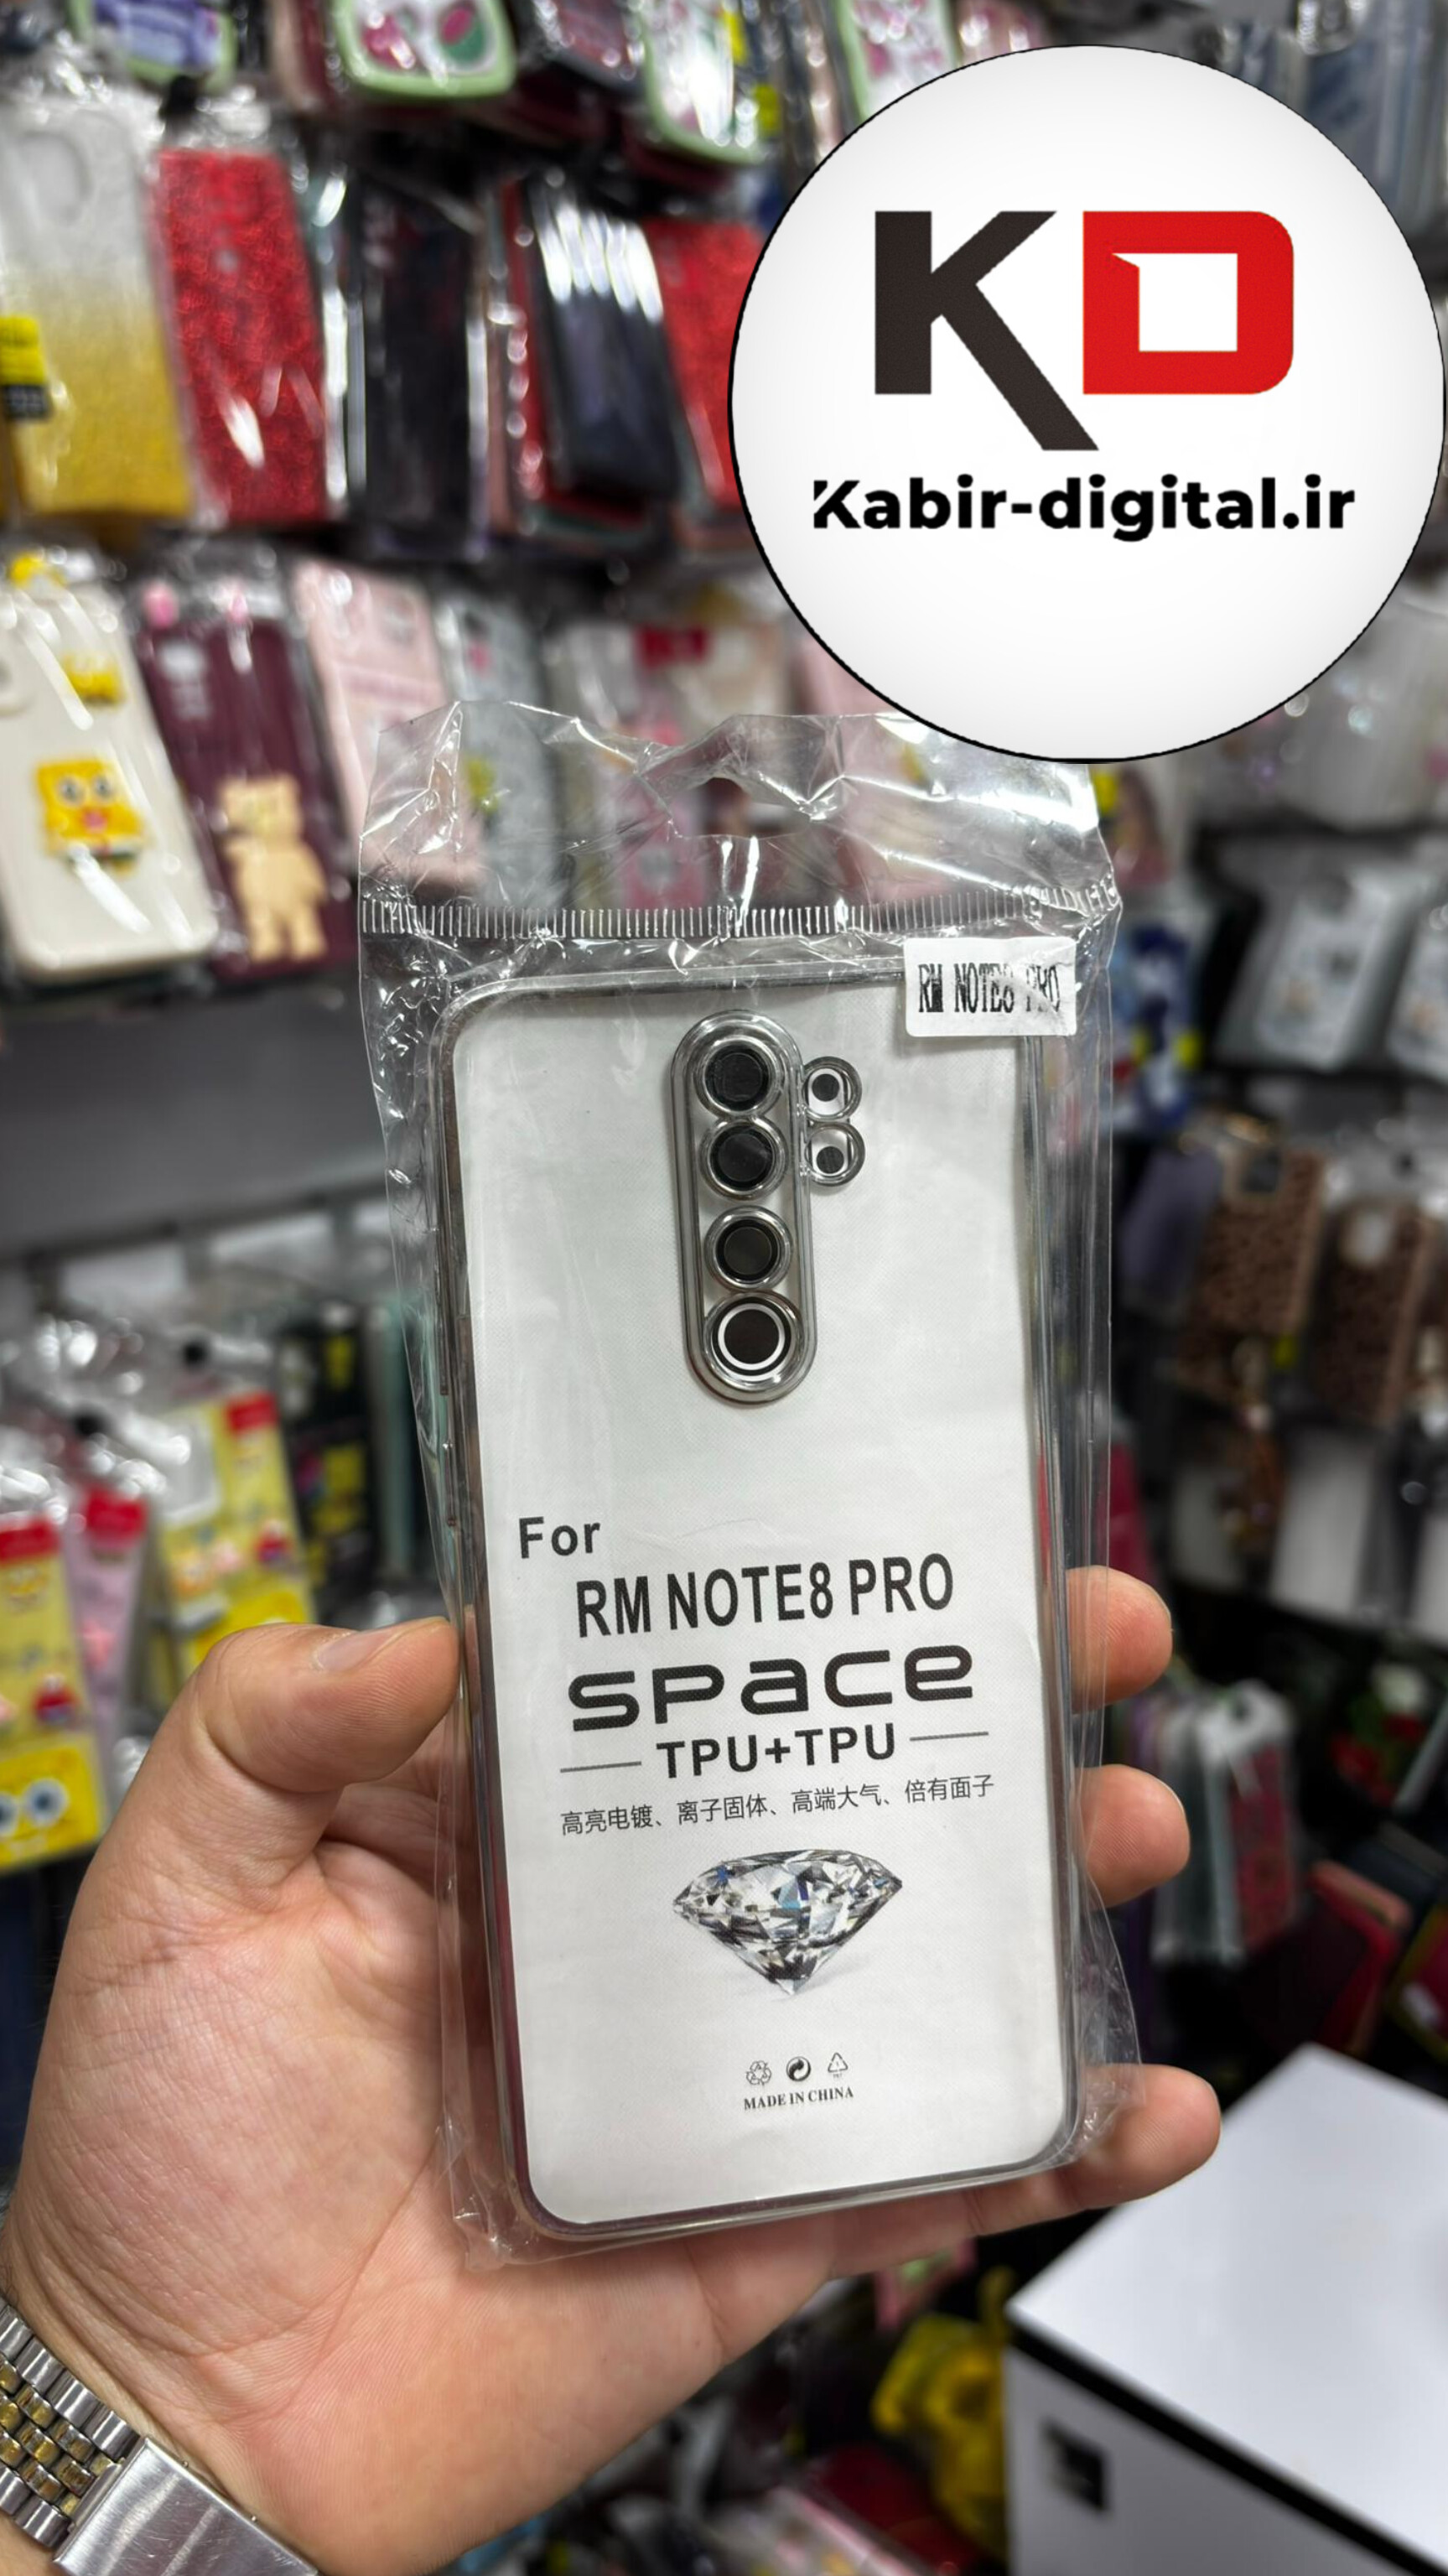 KD
Kabir-digital.ir
RM NOTE8 PRO
For
RM NOTE8 PRO
SPace
TPU+TPU
高亮电镀、离子固体、高端大气、倍有面子
MADE IN CHINA